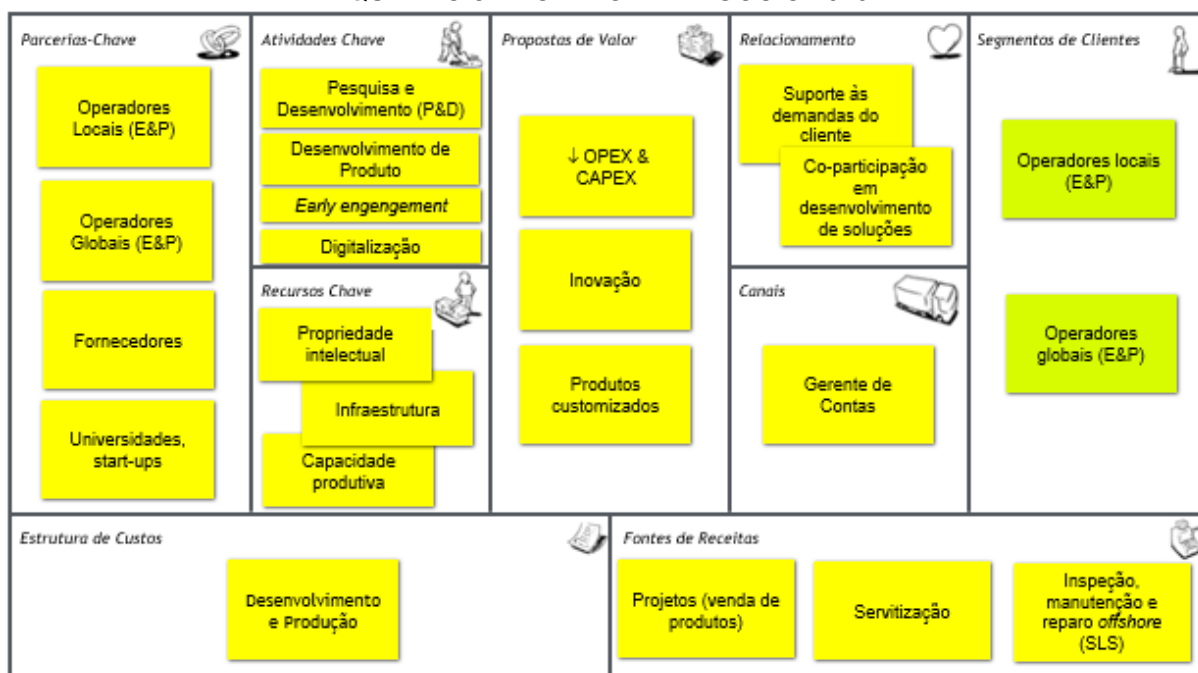 Parcerias-Chave
Operadores
Locais (E&P)
Operadores
Globais (E&P)
Fornecedores
Universidades,
start-ups
Atividades Chave
Pesquisa e
Desenvolvimento (P&D)
Desenvolvimento de
Produto
Early engengement
Digitalização
Recursos Chave
Propriedade
intelectual
Infraestrutura
Capacidade
produtiva
Propostas de Valor
↓ OPEX &
CAPEX
Inovação
Produtos
customizados
Relacionamento
Suporte às
demandas do
cliente
Co-participação
em
desenvolvimento
de soluções
Canais
Gerente de
Contas
Segmentos de Clientes
Operadores locais
(E&P)
Operadores
globais (E&P)
Estrutura de Custos
Desenvolvimento
e Produção
Fontes de Receitas
Projetos (venda de
produtos)
Servitização
Inspeção,
manutenção e
reparo offshore
(SLS)